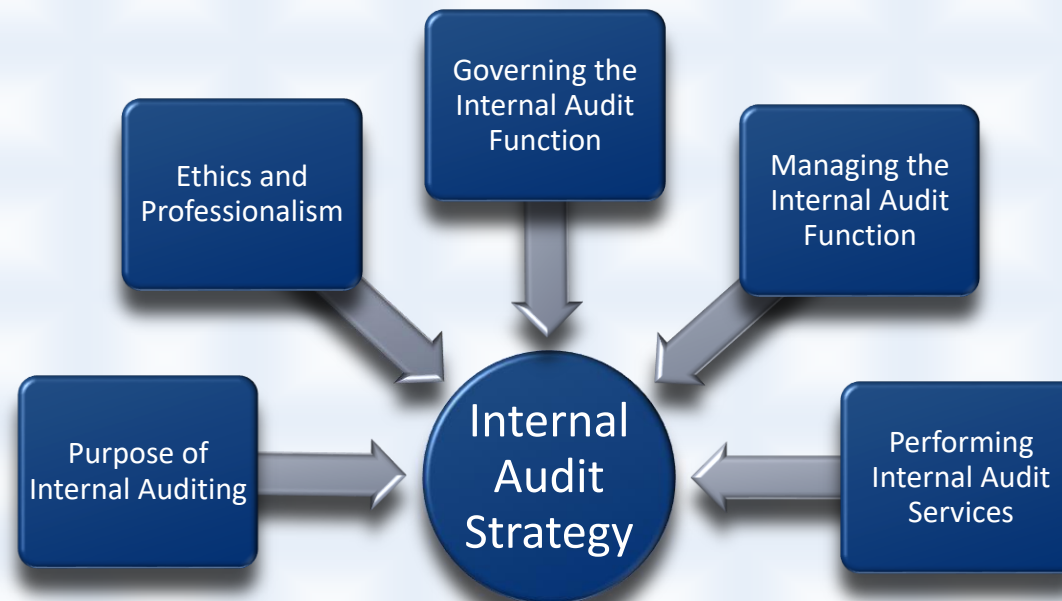 Governing the
Internal Audit
Function
Ethics and
Professionalism
Managing the
Internal Audit
Function
Purpose of
Internal Auditing
Internal
Audit
Strategy
Performing
Internal Audit
Services